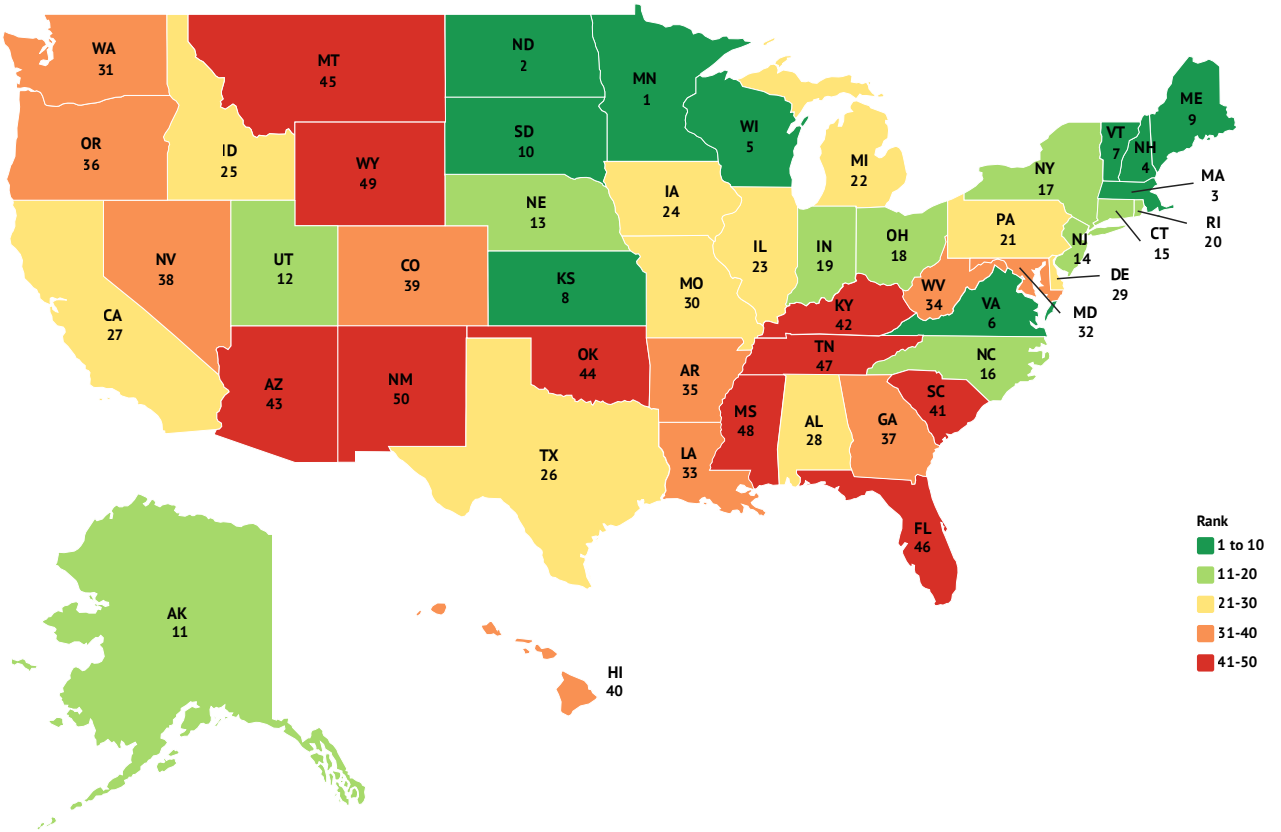 WA
31
MT
45
ND
2
MN
1
ME
9
OR
36
ID
25
WY
49
SD
10
WI
5
MI
22
VT
7
NH
4
MA
3
NY
17
RI
20
CT
15
NE
13
IA
24
IL
23
IN
19
OH
18
PA
21
NJ
14
DE
29
MD
32
NV
38
UT
12
CO
39
KS
8
MO
30
KY
42
WV
34
VA
6
CA
27
AZ
43
NM
50
OK
44
AR
35
TN
47
NC
16
SC
41
TX
26
LA
33
MS
48
AL
28
GA
37
FL
46
AK
11
HI
40
Rank
1 to 10
11-20
21-30
31-40
41-50